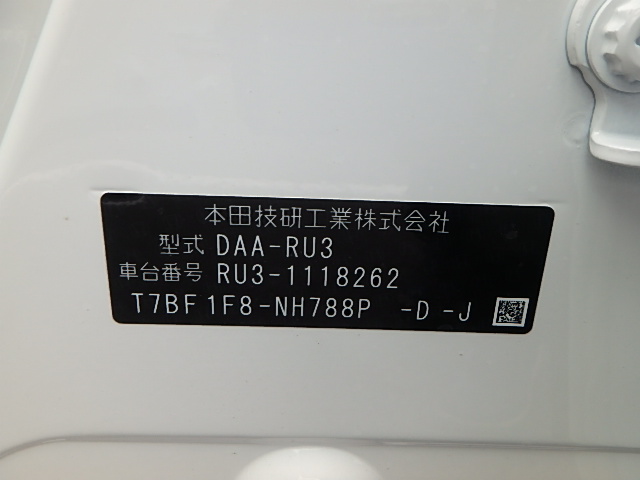 本田技研工業株式会社
型式 DAA-RU3
車台番号 RU3-1118262
T7BF1F8-NH788P -D-J